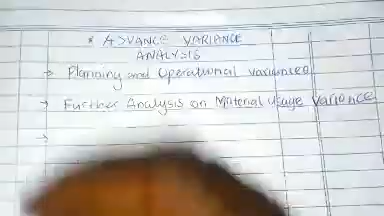 * ADVANCE VARIANCE
ANALYSIS
→ Planning and Operational variances
→ Further Analysis on Material usage variance
→